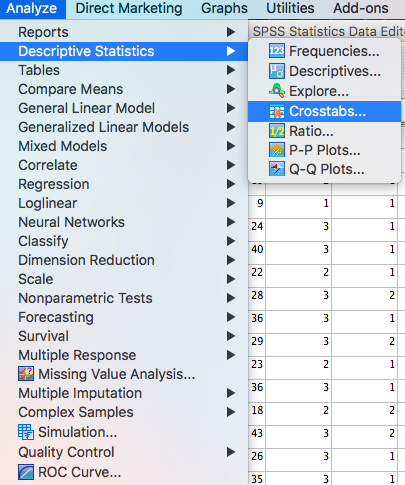 Analyze Direct Marketing Graphs Utilities Add-ons
SPSS Statistics Data Edit
Reports
Descriptive Statistics
Tables
Compare Means
General Linear Model
Generalized Linear Models
Mixed Models
Correlate
Regression
Loglinear
Neural Networks
Classify
Dimension Reduction
Scale
Nonparametric Tests
Forecasting
Survival
Multiple Response
Missing Value Analysis...
Multiple Imputation
Complex Samples
Simulation...
Quality Control
ROC Curve...
Frequencies...
Descriptives...
Explore...
Crosstabs...
Ratio...
P-P Plots...
Q-Q Plots...
9 1 1
24 3 1
40 3 1
22 2 1
28 3 2
36 3 1
29 3 2
23 2 1
36 3 1
18 2 2
43 3 2
26 3 1
35 3 1